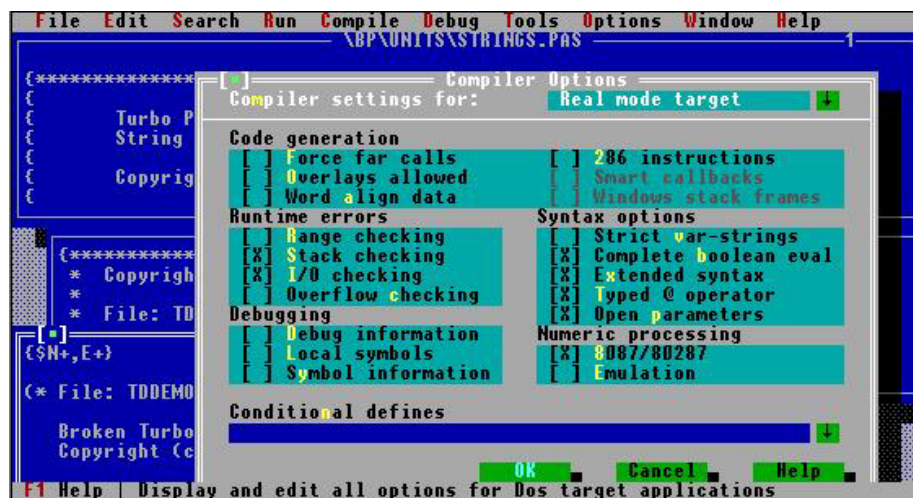 File Edit Search Run Compile Debug Tools Options Window Help
\BP\UNITS\STRINGS.PAS 1
{**************
{
{ Turbo P
{ String
{
{ Copyrig
{
{***********
* Copyrigh
*
* File: TD
{$N+,E+}
(* File: TDDEMO
Broken Turbo
Copyright (c
[■] Compiler Options
Compiler settings for: Real mode target ↓
Code generation
[ ] Force far calls [ ] 286 instructions
[ ] Overlays allowed [ ] Smart callbacks
[ ] Word align data [ ] Windows stack frames
Runtime errors
[ ] Range checking
[X] Stack checking
[X] I/O checking
[ ] Overflow checking
Syntax options
[ ] Strict var-strings
[X] Complete boolean eval
[X] Extended syntax
[X] Typed @ operator
[X] Open parameters
Debugging
[ ] Debug information
[ ] Local symbols
[ ] Symbol information
Numeric processing
[X] 8087/80287
[ ] Emulation
Conditional defines
↓
OK Cancel Help
F1 Help | Display and edit all options for Dos target applications